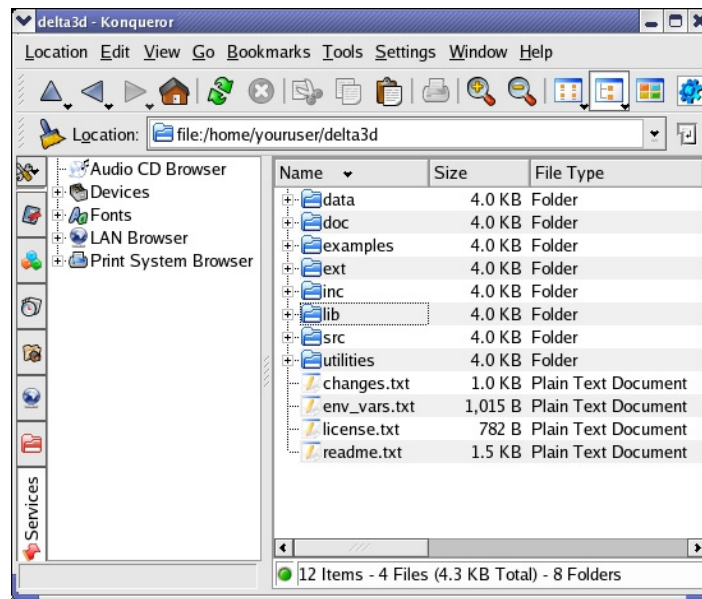 delta3d - Konqueror
Location Edit View Go Bookmarks Tools Settings Window Help
Location: file:/home/youruser/delta3d
Audio CD Browser
Devices
Fonts
LAN Browser
Print System Browser
Services
Name Size File Type
data 4.0 KB Folder
doc 4.0 KB Folder
examples 4.0 KB Folder
ext 4.0 KB Folder
inc 4.0 KB Folder
lib 4.0 KB Folder
src 4.0 KB Folder
utilities 4.0 KB Folder
changes.txt 1.0 KB Plain Text Document
env_vars.txt 1,015 B Plain Text Document
license.txt 782 B Plain Text Document
readme.txt 1.5 KB Plain Text Document
12 Items - 4 Files (4.3 KB Total) - 8 Folders